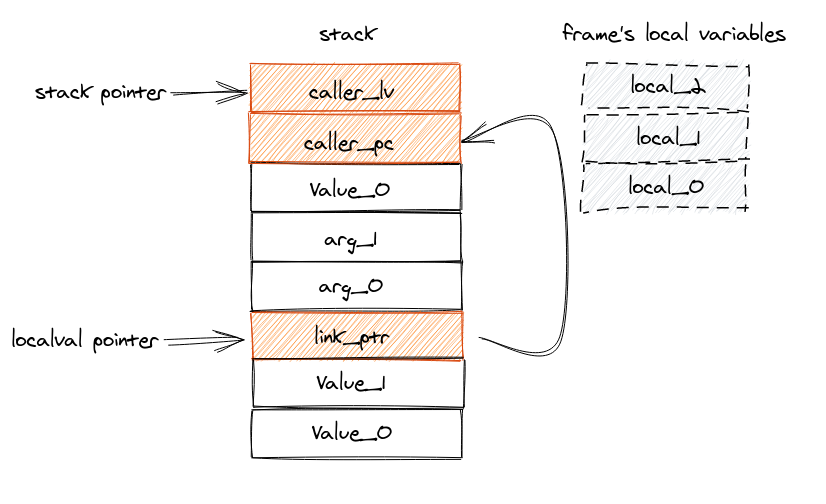 stack
frame's local variables
stack pointer
caller_lv
caller_pc
Value_0
arg_1
arg_0
localval pointer
link_ptr
Value_1
Value_0
local_2
local_1
local_0